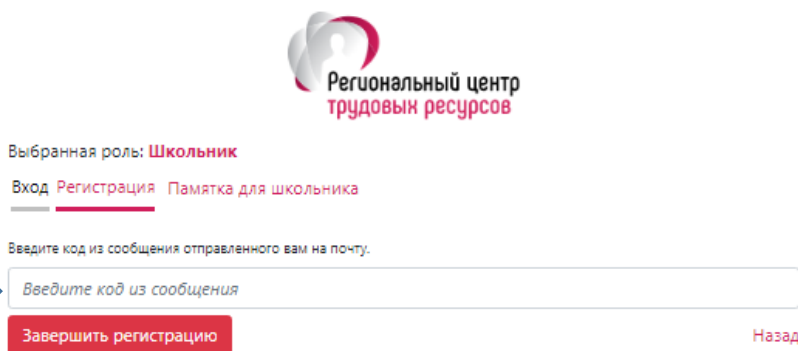 Региональный центр
трудовых ресурсов
Выбранная роль: Школьник
Вход Регистрация Памятка для школьника
Введите код из сообщения отправленного вам на почту.
Введите код из сообщения
Завершить регистрацию Назад